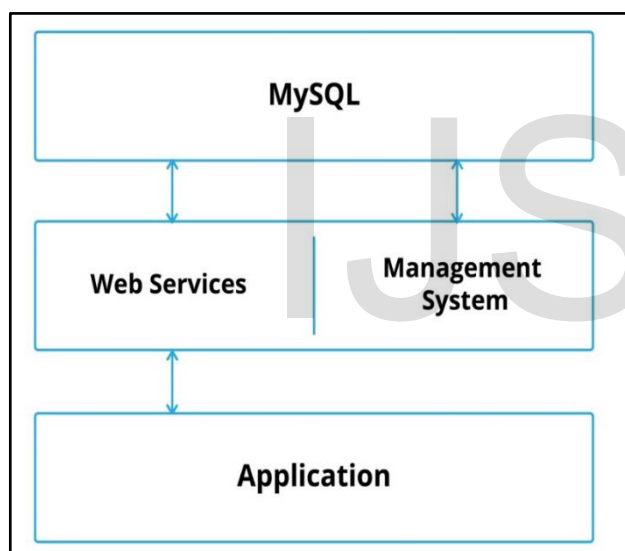 MySQL
Web Services
Management
System
Application
IJS